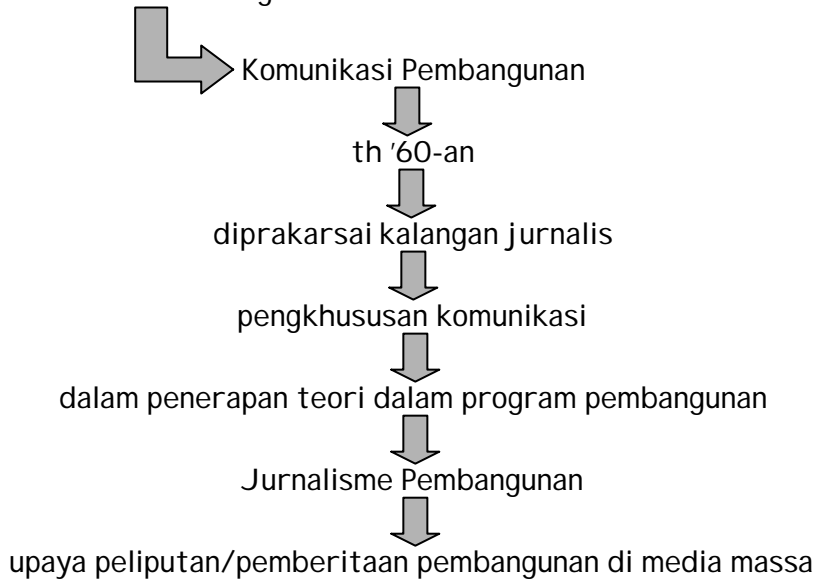 Komunikasi Pembangunan
th '60-an
diprakarsai kalangan jurnalis
pengkhususan komunikasi
dalam penerapan teori dalam program pembangunan
Jurnalisme Pembangunan
upaya peliputan/pemberitaan pembangunan di media massa